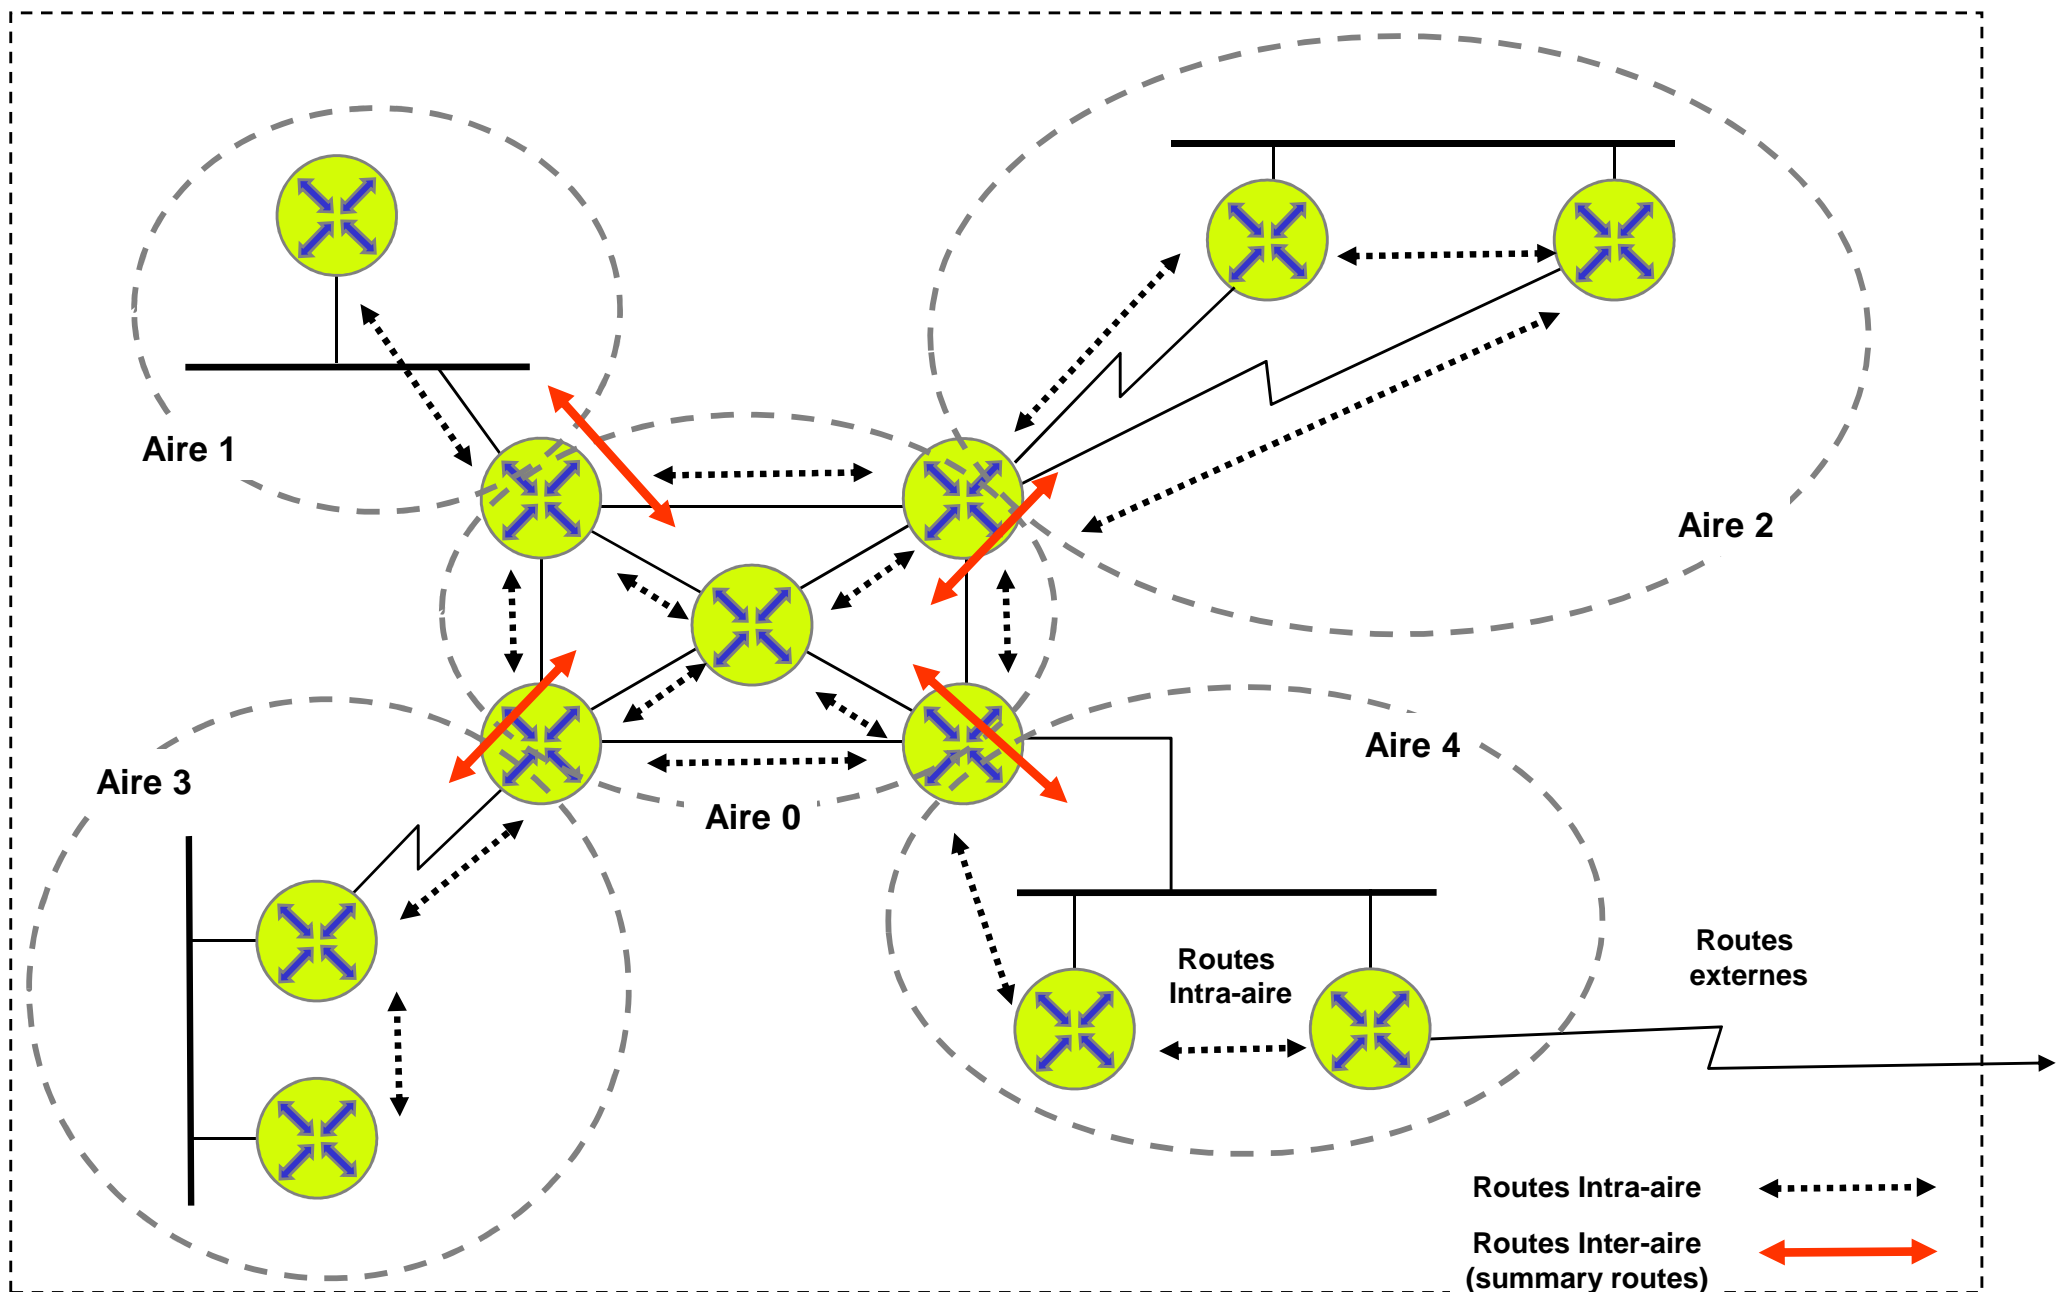 Aire 1
Aire 2
Aire 3
Aire 0
Aire 4
Routes
Intra-aire
Routes
externes
Routes Intra-aire
Routes Inter-aire
(summary routes)